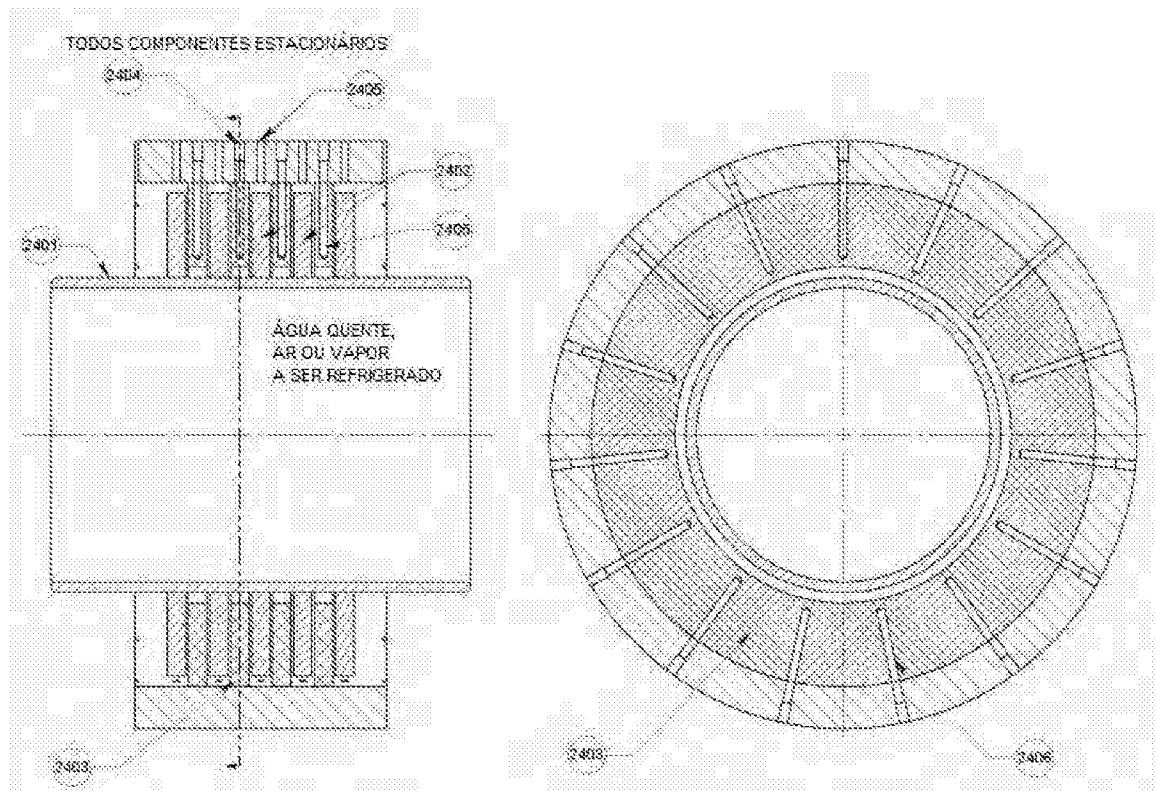 TODOS COMPONENTES ESTACIONÁRIOS
2404
2405
2402
2401
2406
ÁGUA QUENTE,
AR OU VAPOR
A SER REFRIGERADO
2403
2403
2406